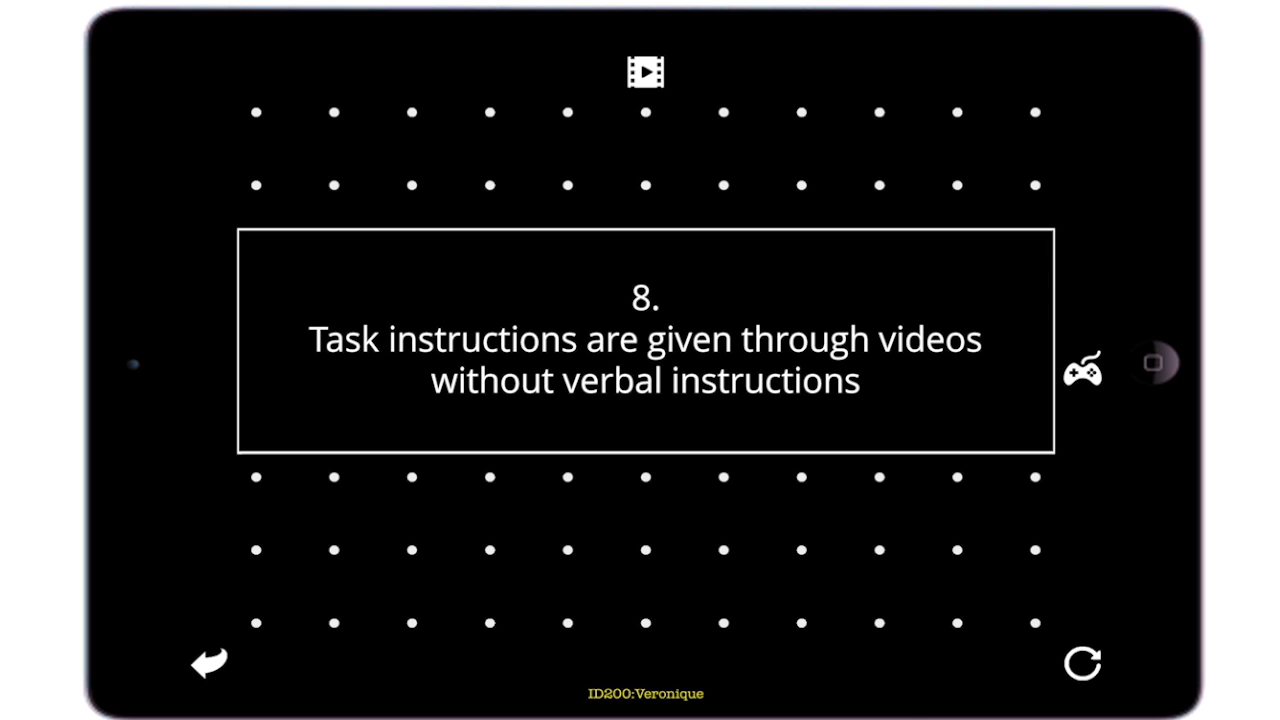 8.
Task instructions are given through videos
without verbal instructions
ID200:Veronique